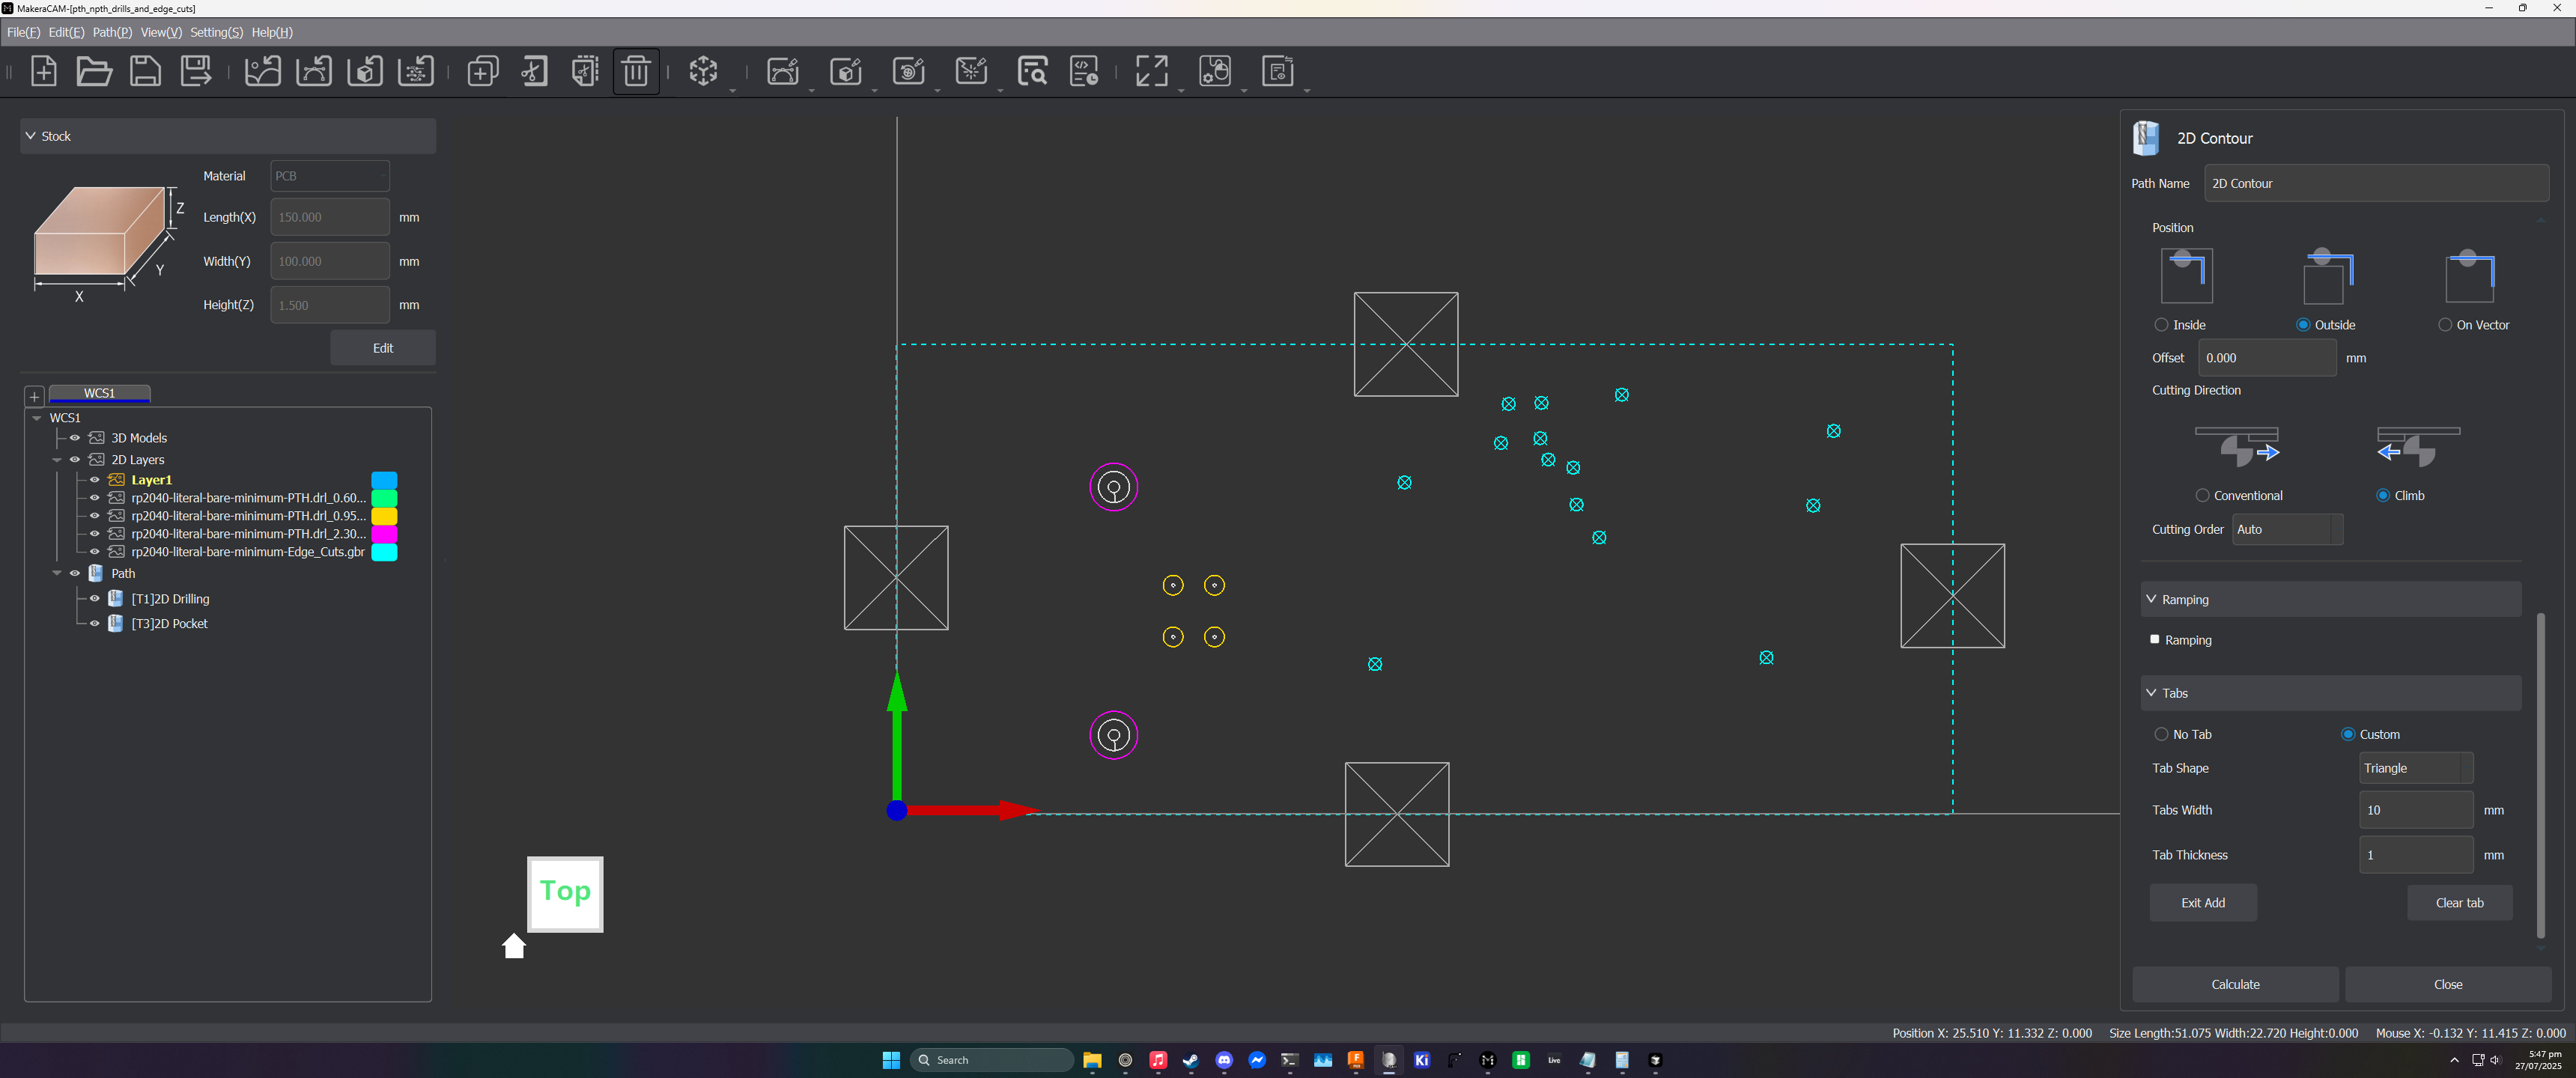 MakeraCAM-[pth_npth_drills_and_edge_cuts]
File(F) Edit(E) Path(P) View(V) Setting(S) Help(H)
Stock
Material PCB
Length(X) 150.000 mm
Width(Y) 100.000 mm
Height(Z) 1.500 mm
Z
Y
X
Edit
WCS1
WCS1
3D Models
2D Layers
Layer1
rp2040-literal-bare-minimum-PTH.drl_0.60...
rp2040-literal-bare-minimum-PTH.drl_0.95...
rp2040-literal-bare-minimum-PTH.drl_2.30...
rp2040-literal-bare-minimum-Edge_Cuts.gbr
Path
[T1]2D Drilling
[T3]2D Pocket
Top
2D Contour
Path Name 2D Contour
Position
Inside Outside On Vector
Offset 0.000 mm
Cutting Direction
Conventional Climb
Cutting Order Auto
Ramping
Ramping
Tabs
No Tab Custom
Tab Shape Triangle
Tabs Width 10 mm
Tab Thickness 1 mm
Exit Add Clear tab
Calculate Close
Position X: 25.510 Y: 11.332 Z: 0.000 Size Length:51.075 Width:22.720 Height:0.000 Mouse X: -0.132 Y: 11.415 Z: 0.000
Search
Ki
Live
5:47 pm
27/07/2025